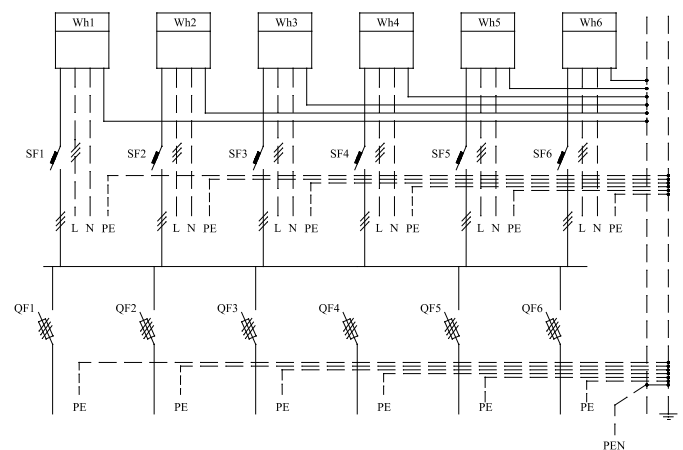 Wh1 Wh2 Wh3 Wh4 Wh5 Wh6
SF1 SF2 SF3 SF4 SF5 SF6
L N PE L N PE L N PE L N PE L N PE L N PE
QF1 QF2 QF3 QF4 QF5 QF6
PE PE PE PE PE PE
PEN